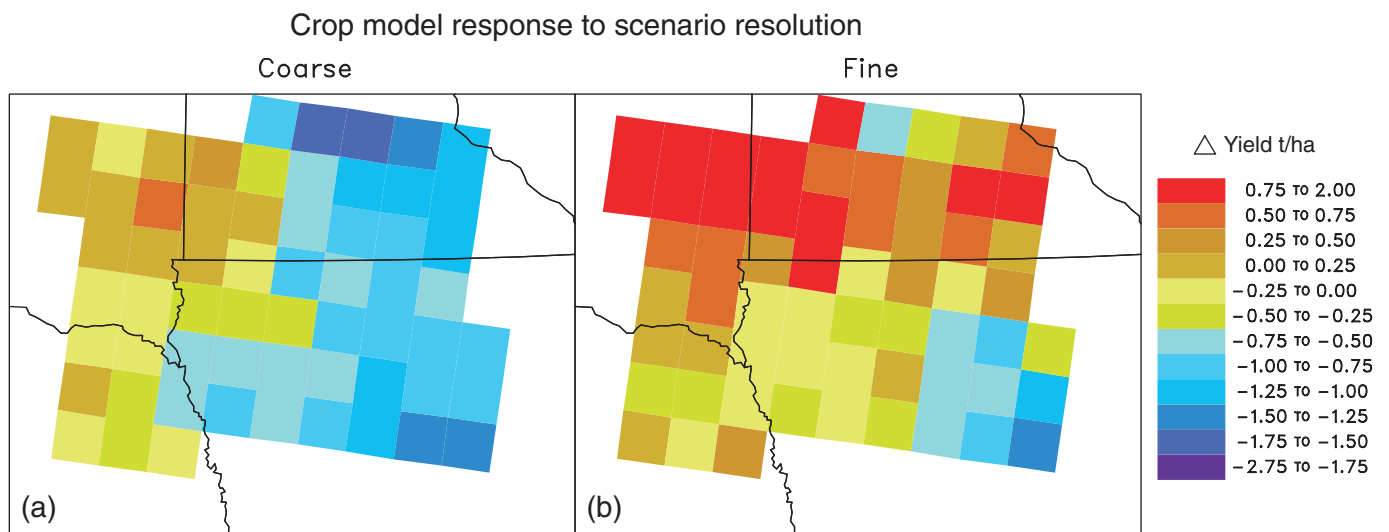 Crop model response to scenario resolution
Coarse
Fine
(a)
(b)
△ Yield t/ha
0.75 TO 2.00
0.50 TO 0.75
0.25 TO 0.50
0.00 TO 0.25
−0.25 TO 0.00
−0.50 TO −0.25
−0.75 TO −0.50
−1.00 TO −0.75
−1.25 TO −1.00
−1.50 TO −1.25
−1.75 TO −1.50
−2.75 TO −1.75